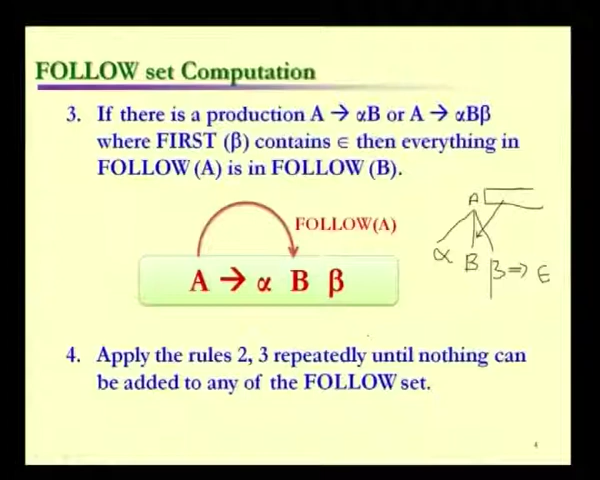 FOLLOW set Computation
3. If there is a production A → αB or A → αBβ
where FIRST (β) contains ∈ then everything in
FOLLOW (A) is in FOLLOW (B).
FOLLOW(A)
A → α B β
A
α B β ⇒ ∈
4. Apply the rules 2, 3 repeatedly until nothing can
be added to any of the FOLLOW set.
4